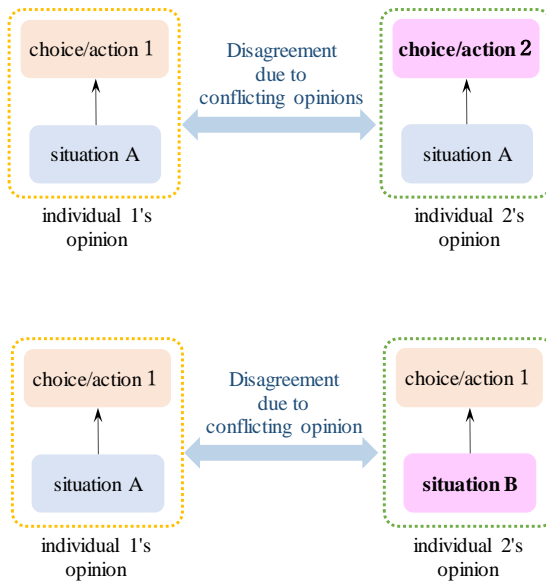 choice/action 1
Disagreement
due to
conflicting opinions
choice/action 2
situation A
situation A
individual 1's
opinion
individual 2's
opinion
choice/action 1
Disagreement
due to
conflicting opinion
choice/action 1
situation A
situation B
individual 1's
opinion
individual 2's
opinion